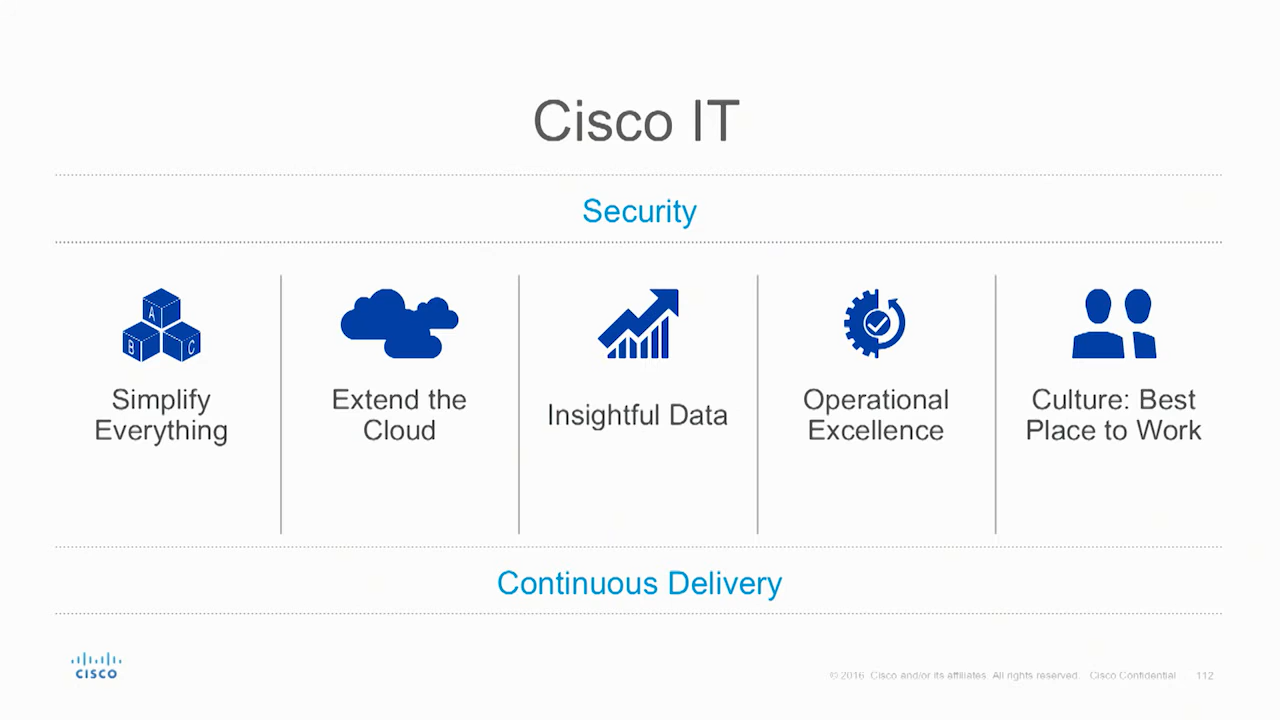 Cisco IT
Security
A
B
C
Simplify
Everything
Extend the
Cloud
Insightful Data
Operational
Excellence
Culture: Best
Place to Work
Continuous Delivery
CISCO
© 2016 Cisco and/or its affiliates. All rights reserved. Cisco Confidential 112